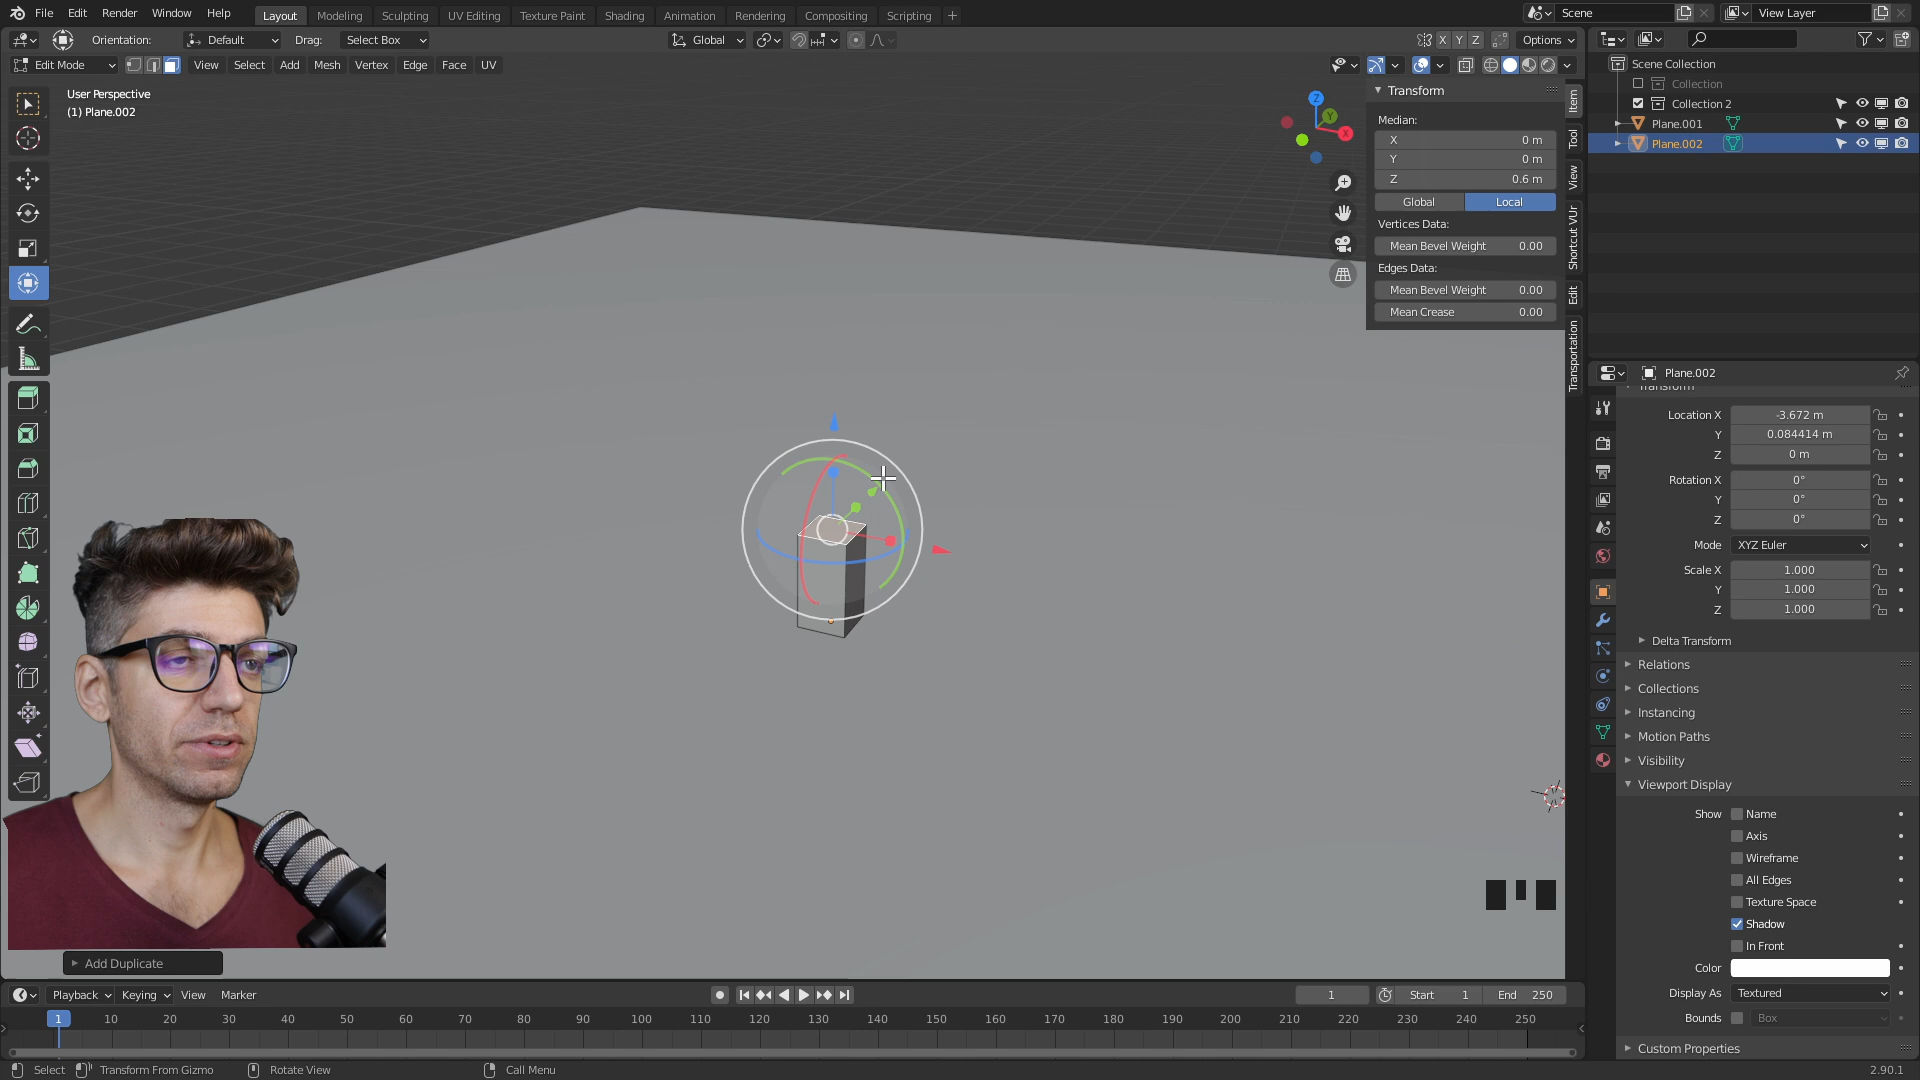 File Edit Render Window Help Layout Modeling Sculpting UV Editing Texture Paint Shading Animation Rendering Compositing Scripting + Scene View Layer
Orientation: Default Drag: Select Box Global X Y Z Options
Edit Mode View Select Add Mesh Vertex Edge Face UV
User Perspective
(1) Plane.002
Z
Y
X
Transform
Median:
X 0 m
Y 0 m
Z 0.6 m
Global Local
Vertices Data:
Mean Bevel Weight 0.00
Edges Data:
Mean Bevel Weight 0.00
Mean Crease 0.00
Item
Tool
View
Shortcut VUr
Edit
Transportation
Scene Collection
Collection
Collection 2
Plane.001
Plane.002
Plane.002
Transform
Location X -3.672 m
Y 0.084414 m
Z 0 m
Rotation X 0°
Y 0°
Z 0°
Mode XYZ Euler
Scale X 1.000
Y 1.000
Z 1.000
Delta Transform
Relations
Collections
Instancing
Motion Paths
Visibility
Viewport Display
Show Name
Axis
Wireframe
All Edges
Texture Space
Shadow
In Front
Color
Display As Textured
Bounds Box
Custom Properties
Add Duplicate
Playback Keying View Marker 1 Start 1 End 250
1 10 20 30 40 50 60 70 80 90 100 110 120 130 140 150 160 170 180 190 200 210 220 230 240 250
Select Transform From Gizmo Rotate View Call Menu 2.90.1